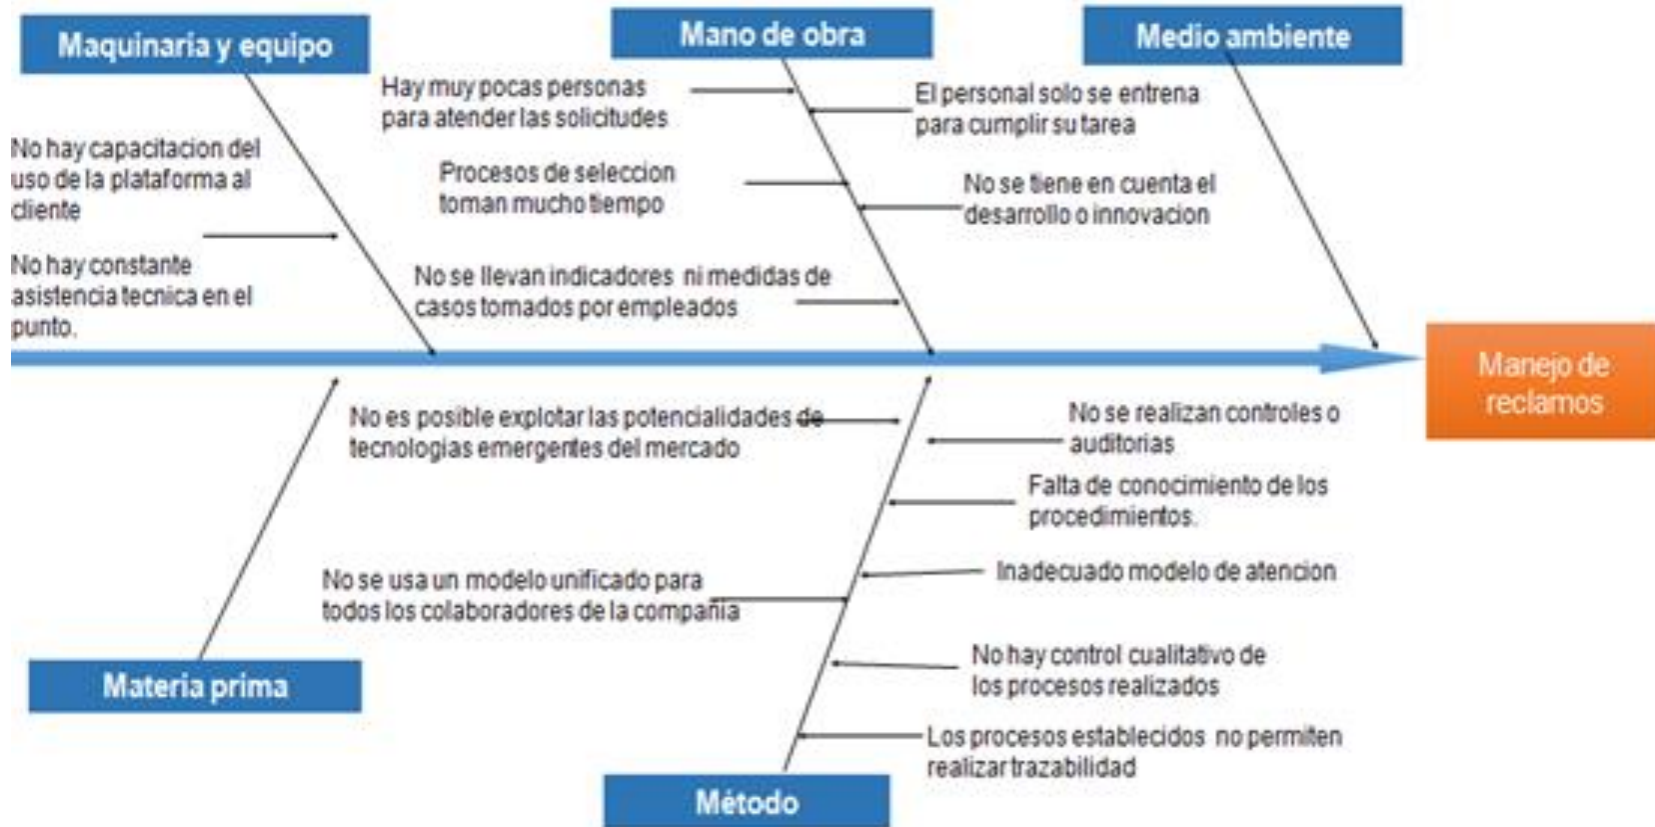 Maquinaria y equipo
Mano de obra
Medio ambiente
Hay muy pocas personas
para atender las solicitudes
El personal solo se entrena
para cumplir su tarea
No hay capacitacion del
uso de la plataforma al
cliente
Procesos de seleccion
toman mucho tiempo
No se tiene en cuenta el
desarrollo o innovacion
No hay constante
asistencia tecnica en el
punto.
No se llevan indicadores ni medidas de
casos tomados por empleados
Manejo de
reclamos
No es posible explotar las potencialidades de
tecnologias emergentes del mercado
No se realizan controles o
auditorias
Falta de conocimiento de los
procedimientos.
Inadecuado modelo de atencion
No se usa un modelo unificado para
todos los colaboradores de la compañia
No hay control cualitativo de
los procesos realizados
Materia prima
Los procesos establecidos no permiten
realizar trazabilidad
Método